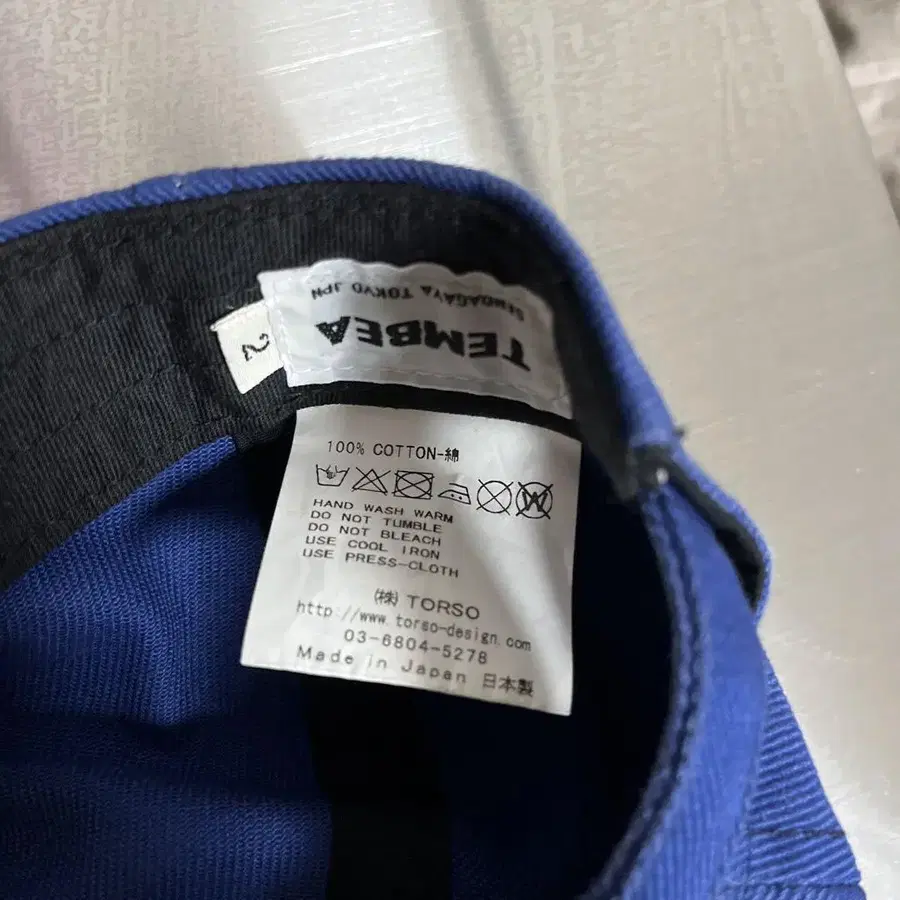 SENDAGAYA TOKYO JPN
TEMBEA
2
100% COTTON-綿
W
HAND WASH WARM
DO NOT TUMBLE
DO NOT BLEACH
USE COOL IRON
USE PRESS-CLOTH
㈱ TORSO
http://www.torso-design.com
03-6804-5278
Made in Japan 日本製